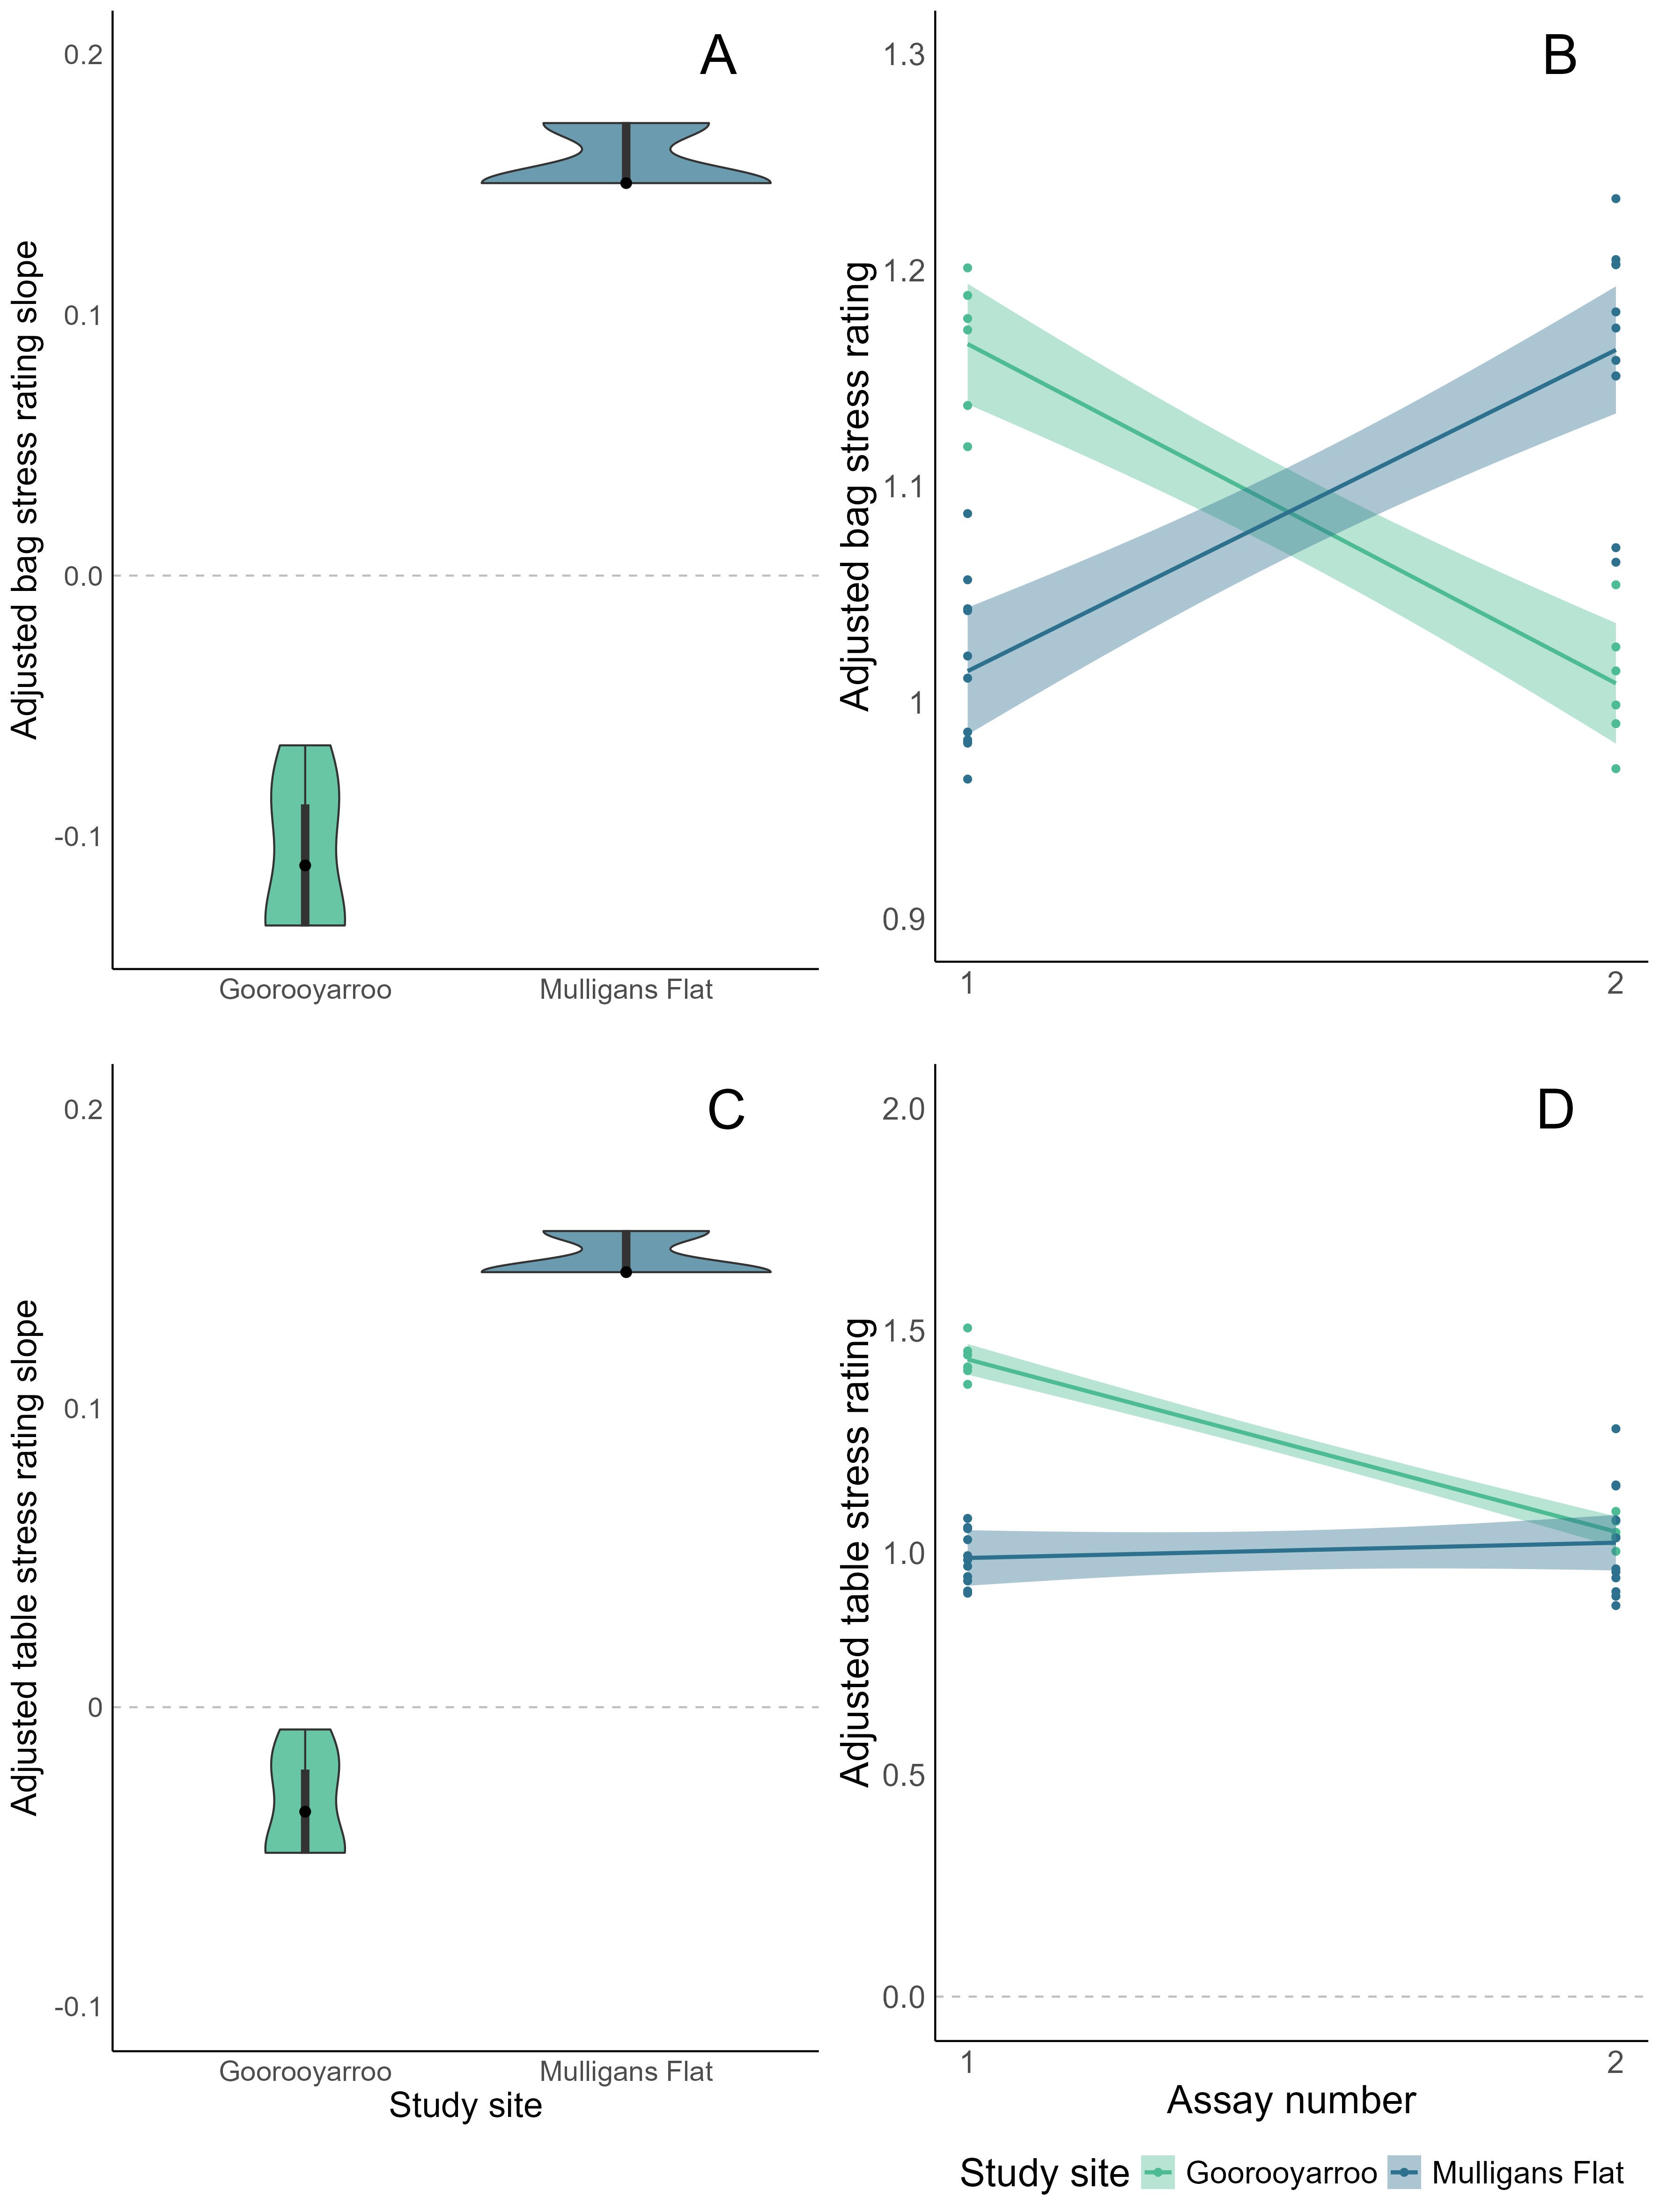 A
Adjusted bag stress rating slope
0.2
0.1
0.0
-0.1
Goorooyarroo Mulligans Flat
B
Adjusted bag stress rating
1.3
1.2
1.1
1
0.9
1 2
C
Adjusted table stress rating slope
0.2
0.1
0
-0.1
Goorooyarroo Mulligans Flat
Study site
D
Adjusted table stress rating
2.0
1.5
1.0
0.5
0.0
1 2
Assay number
Study site Goorooyarroo Mulligans Flat